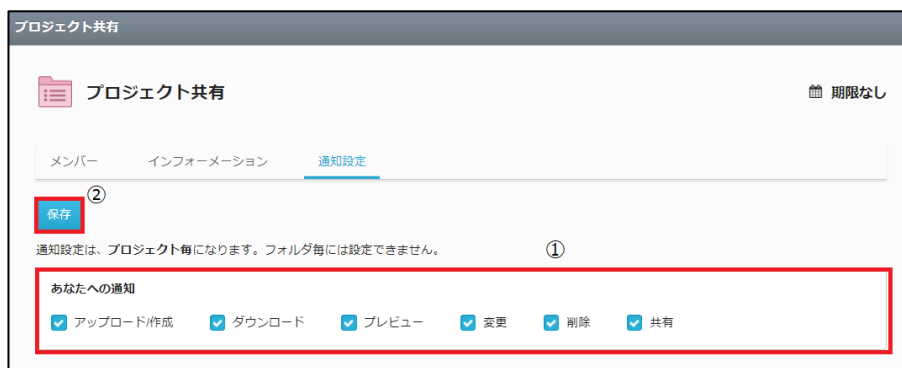 プロジェクト共有
プロジェクト共有
期限なし
メンバー インフォーメーション 通知設定
②
保存
通知設定は、プロジェクト毎になります。フォルダ毎には設定できません。
①
あなたへの通知
アップロード/作成 ダウンロード プレビュー 変更 削除 共有